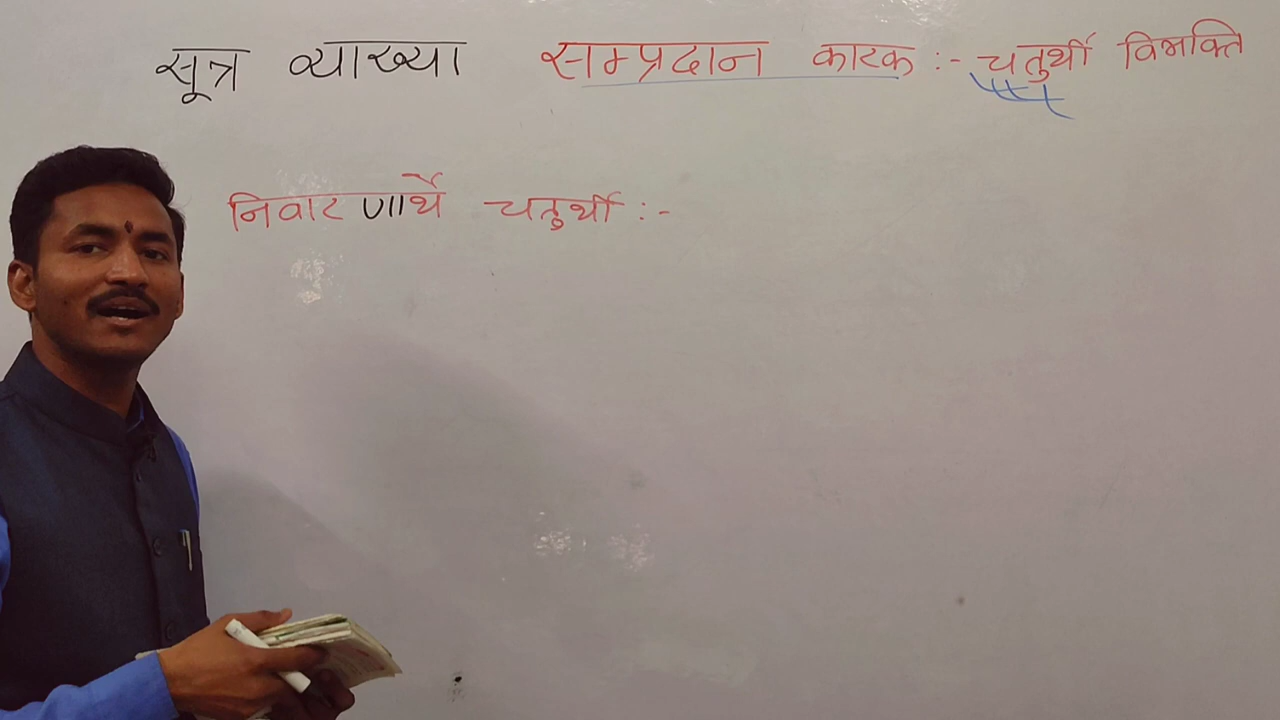 सूत्र व्याख्या सम्प्रदान कारक :- चतुर्थी विभक्ति
निवारणार्थे चतुर्थी :-